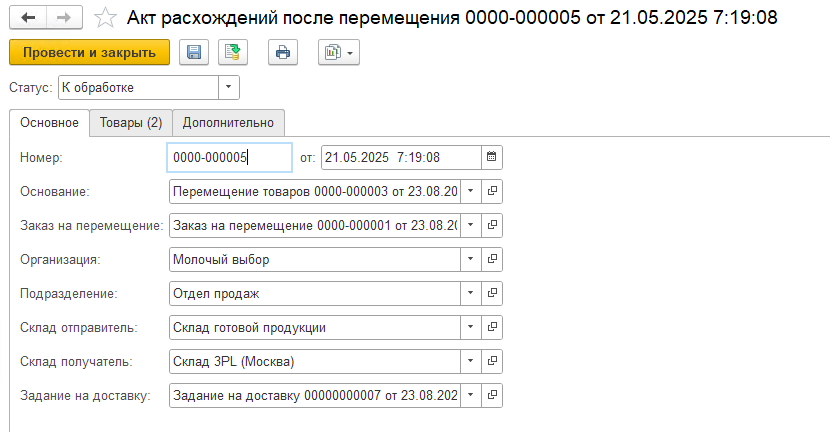 Акт расхождений после перемещения 0000-000005 от 21.05.2025 7:19:08
Провести и закрыть
Статус: К обработке
Основное Товары (2) Дополнительно
Номер: 0000-000005 от: 21.05.2025 7:19:08
Основание: Перемещение товаров 0000-000003 от 23.08.20
Заказ на перемещение: Заказ на перемещение 0000-000001 от 23.08.20
Организация: Молочый выбор
Подразделение: Отдел продаж
Склад отправитель: Склад готовой продукции
Склад получатель: Склад 3PL (Москва)
Задание на доставку: Задание на доставку 00000000007 от 23.08.202